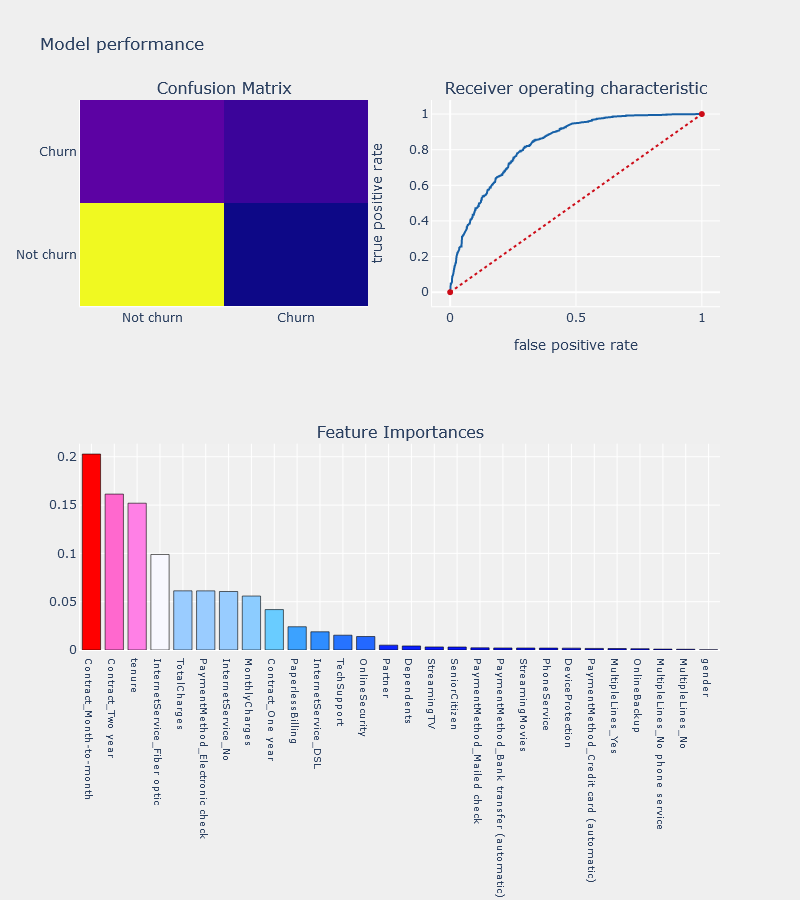 Model performance
Confusion Matrix
Churn
Not churn
Not churn
Churn
Receiver operating characteristic
true positive rate
1
0.8
0.6
0.4
0.2
0
0
0.5
1
false positive rate
Feature Importances
0.2
0.15
0.1
0.05
0
Contract_Month-to-month
Contract_Two year
tenure
InternetService_Fiber optic
TotalCharges
PaymentMethod_Electronic check
InternetService_No
MonthlyCharges
Contract_One year
PaperlessBilling
InternetService_DSL
TechSupport
OnlineSecurity
Partner
Dependents
StreamingTV
SeniorCitizen
PaymentMethod_Mailed check
PaymentMethod_Bank transfer (automatic)
StreamingMovies
PhoneService
DeviceProtection
PaymentMethod_Credit card (automatic)
MultipleLines_Yes
OnlineBackup
MultipleLines_No phone service
MultipleLines_No
gender